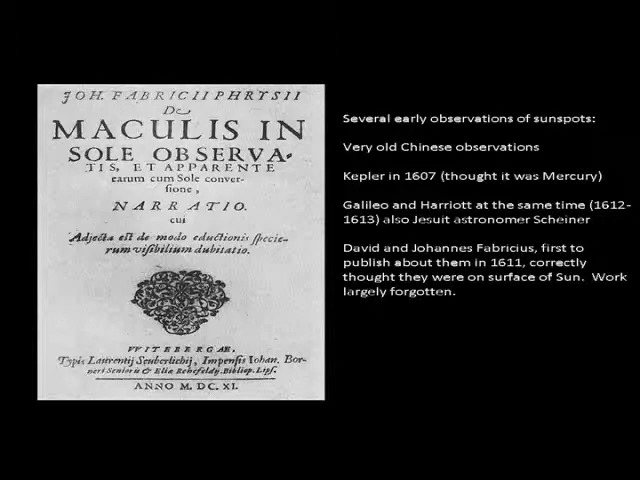 JOH. FABRICII PHRYSII
De
MACULIS IN
SOLE OBSERVA-
TIS, ET APPARENTE
earum cum Sole conver-
sione,
NARRATIO.
cui
Adjecta est de modo eductionis specie-
rum visibilium dubitatio.
WITEBERGAE,
Typis Laurentij Seuberlichij, Impensis Iohan. Bor-
neri Senioris & Eliae Rehefeldij, Bibliop. Lips.
ANNO M. DC. XI.
Several early observations of sunspots:
Very old Chinese observations
Kepler in 1607 (thought it was Mercury)
Galileo and Harriott at the same time (1612-
1613) also Jesuit astronomer Scheiner
David and Johannes Fabricius, first to
publish about them in 1611, correctly
thought they were on surface of Sun. Work
largely forgotten.